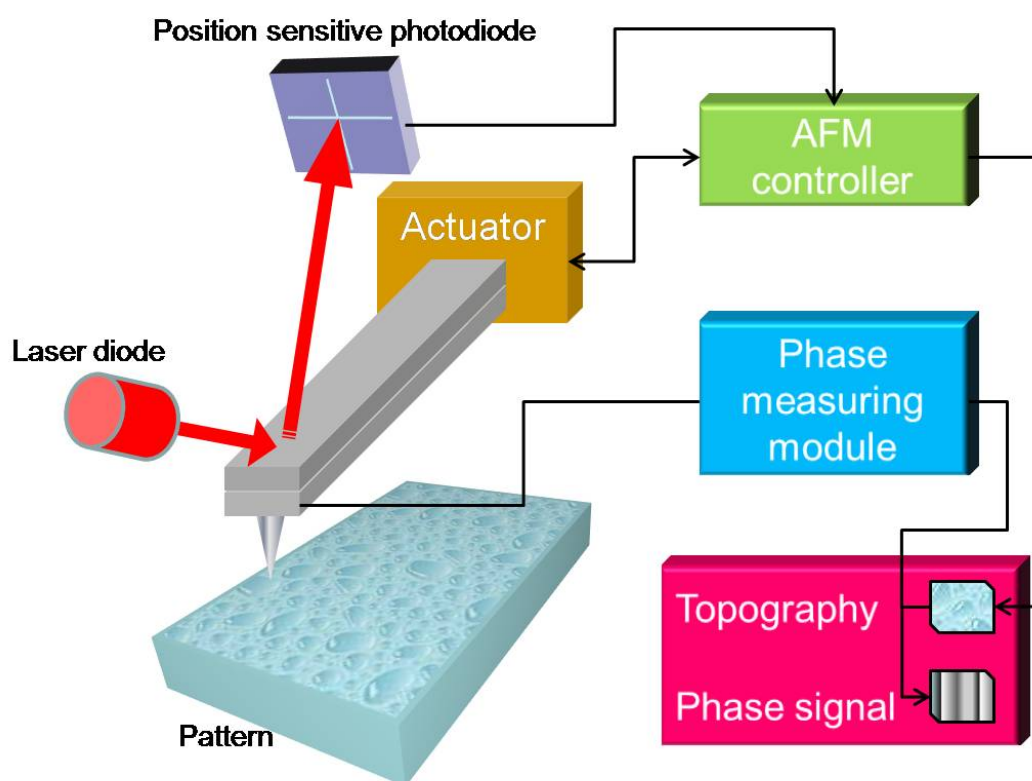 Position sensitive photodiode
AFM
controller
Actuator
Laser diode
Phase
measuring
module
Topography
Phase signal
Pattern